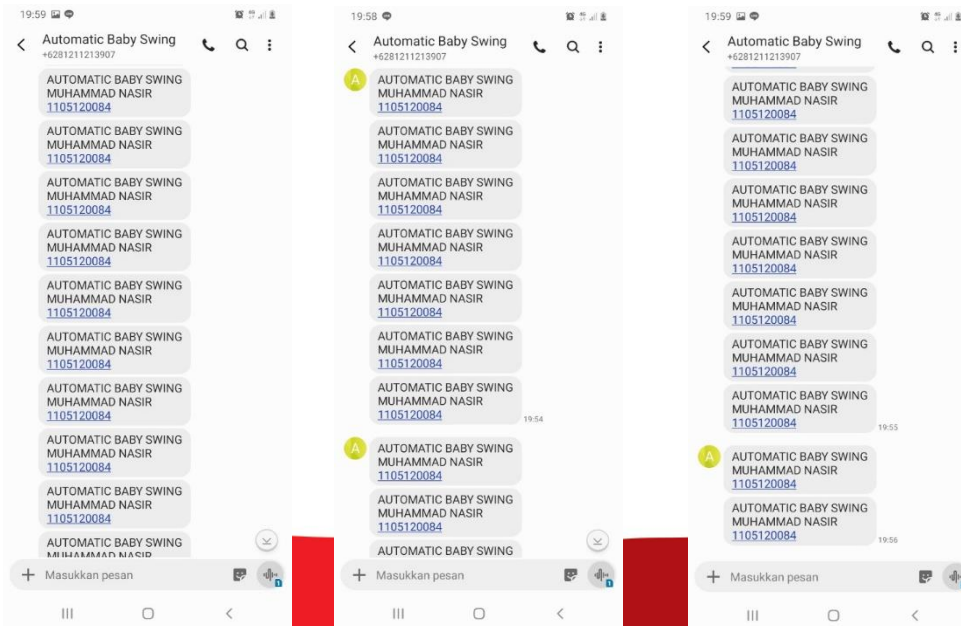 19:59
Automatic Baby Swing
+6281211213907
AUTOMATIC BABY SWING
MUHAMMAD NASIR
1105120084
AUTOMATIC BABY SWING
MUHAMMAD NASIR
1105120084
AUTOMATIC BABY SWING
MUHAMMAD NASIR
1105120084
AUTOMATIC BABY SWING
MUHAMMAD NASIR
1105120084
AUTOMATIC BABY SWING
MUHAMMAD NASIR
1105120084
AUTOMATIC BABY SWING
MUHAMMAD NASIR
1105120084
AUTOMATIC BABY SWING
MUHAMMAD NASIR
1105120084
AUTOMATIC BABY SWING
MUHAMMAD NASIR
1105120084
AUTOMATIC BABY SWING
MUHAMMAD NASIR
1105120084
AUTOMATIC BABY SWING
MUHAMMAD NASIR
Masukkan pesan
1
19:58
Automatic Baby Swing
+6281211213907
A
AUTOMATIC BABY SWING
MUHAMMAD NASIR
1105120084
AUTOMATIC BABY SWING
MUHAMMAD NASIR
1105120084
AUTOMATIC BABY SWING
MUHAMMAD NASIR
1105120084
AUTOMATIC BABY SWING
MUHAMMAD NASIR
1105120084
AUTOMATIC BABY SWING
MUHAMMAD NASIR
1105120084
AUTOMATIC BABY SWING
MUHAMMAD NASIR
1105120084
AUTOMATIC BABY SWING
MUHAMMAD NASIR
1105120084
19:54
A
AUTOMATIC BABY SWING
MUHAMMAD NASIR
1105120084
AUTOMATIC BABY SWING
MUHAMMAD NASIR
1105120084
AUTOMATIC BABY SWING
Masukkan pesan
1
19:59
Automatic Baby Swing
+6281211213907
AUTOMATIC BABY SWING
MUHAMMAD NASIR
1105120084
AUTOMATIC BABY SWING
MUHAMMAD NASIR
1105120084
AUTOMATIC BABY SWING
MUHAMMAD NASIR
1105120084
AUTOMATIC BABY SWING
MUHAMMAD NASIR
1105120084
AUTOMATIC BABY SWING
MUHAMMAD NASIR
1105120084
AUTOMATIC BABY SWING
MUHAMMAD NASIR
1105120084
AUTOMATIC BABY SWING
MUHAMMAD NASIR
1105120084
19:55
A
AUTOMATIC BABY SWING
MUHAMMAD NASIR
1105120084
AUTOMATIC BABY SWING
MUHAMMAD NASIR
1105120084
19:56
Masukkan pesan
1